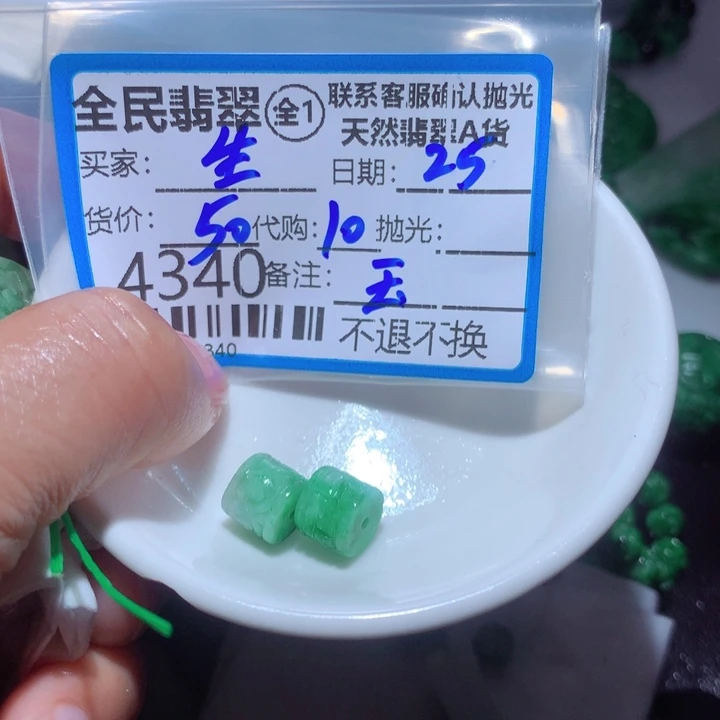 全民翡翠 全1 联系客服确认抛光
天然翡翠A货
买家: 生 日期: 25
货价: 50 代购: 10 抛光:
4340 备注: 玉
340 不退不换